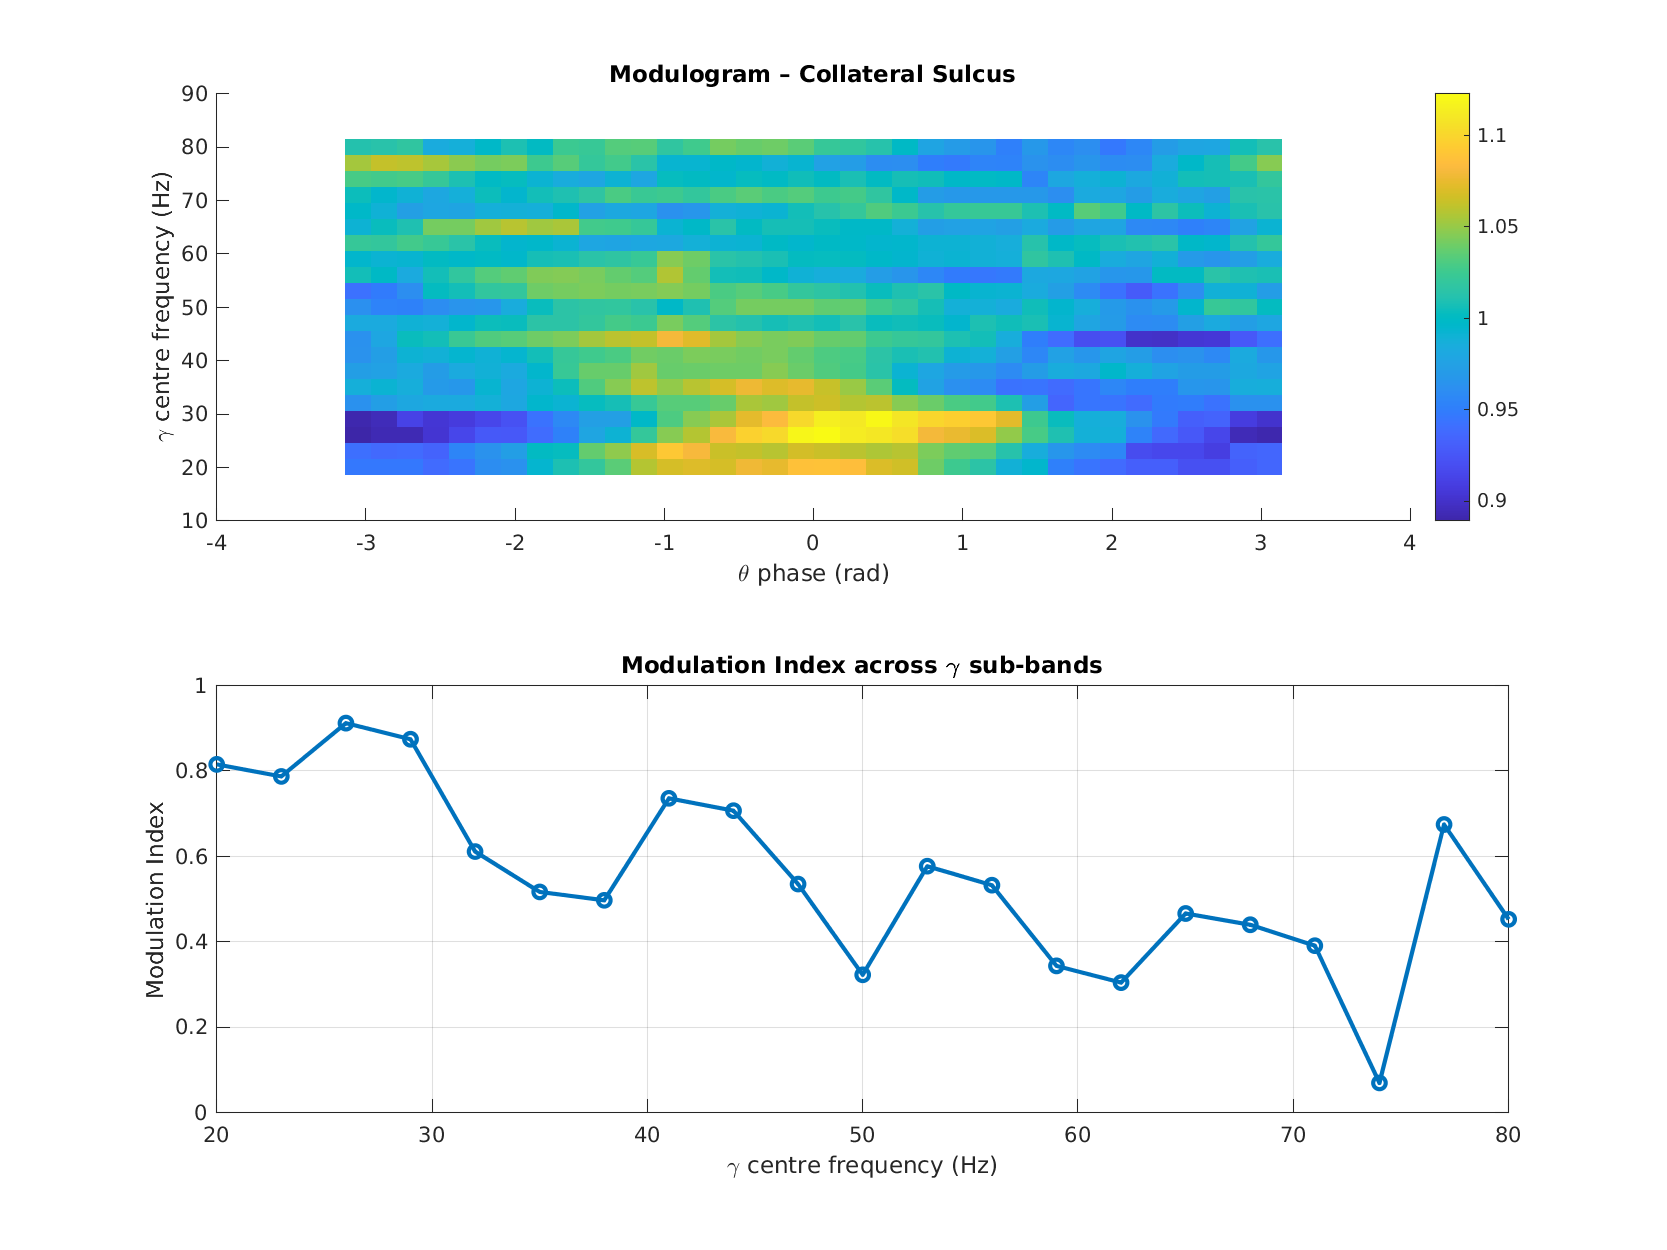 Modulogram – Collateral Sulcus
90
80
70
60
50
40
30
20
10
γ centre frequency (Hz)
-4 -3 -2 -1 0 1 2 3 4
θ phase (rad)
1.1
1.05
1
0.95
0.9
Modulation Index across γ sub-bands
1
0.8
0.6
0.4
0.2
0
Modulation Index
20 30 40 50 60 70 80
γ centre frequency (Hz)